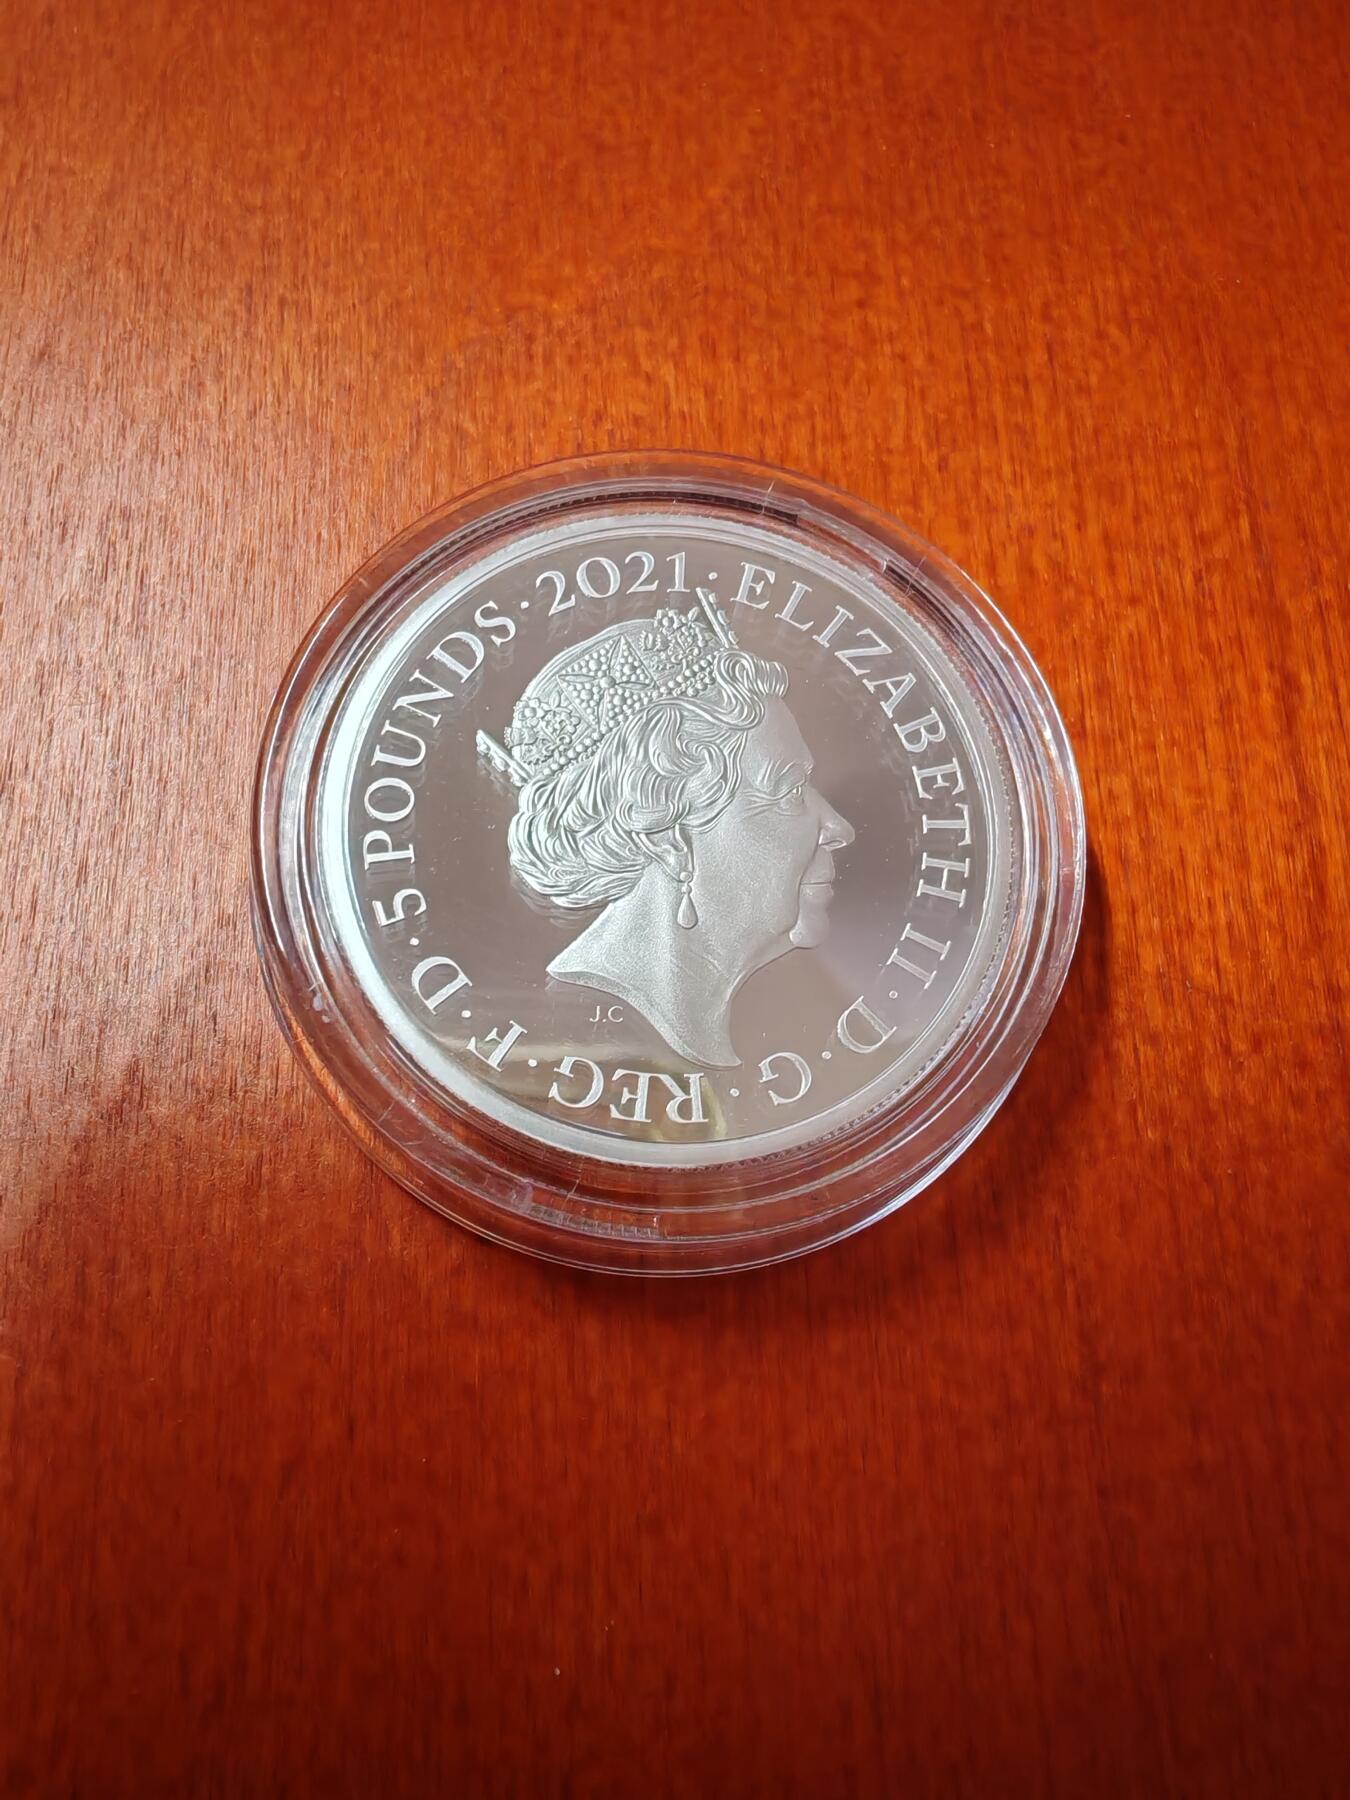 ELIZABETH II · D · G · REG · F · D · 5 POUNDS · 2021 ·
J.C